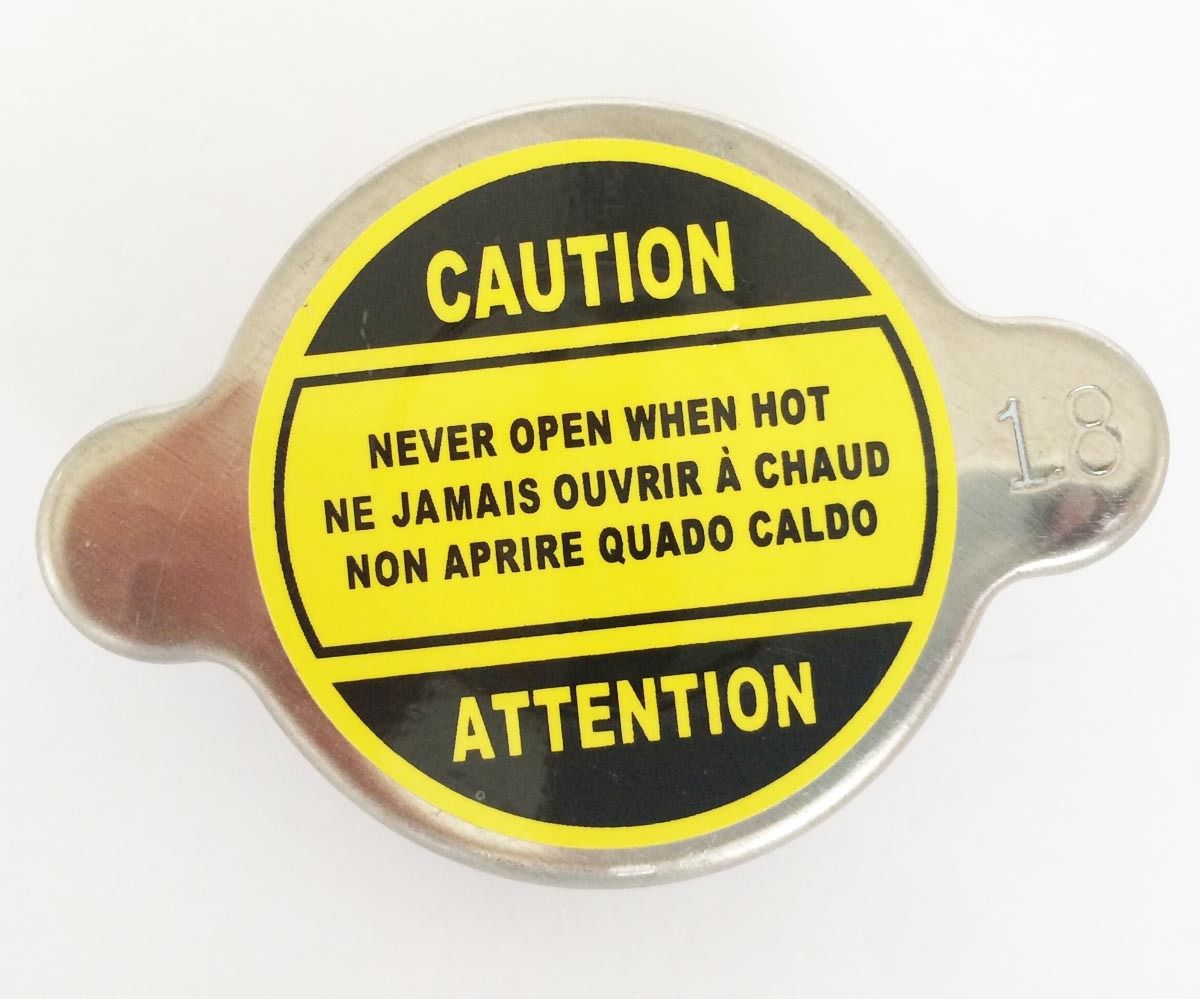 CAUTION
NEVER OPEN WHEN HOT
NE JAMAIS OUVRIR À CHAUD
NON APRIRE QUADO CALDO
ATTENTION
1.8